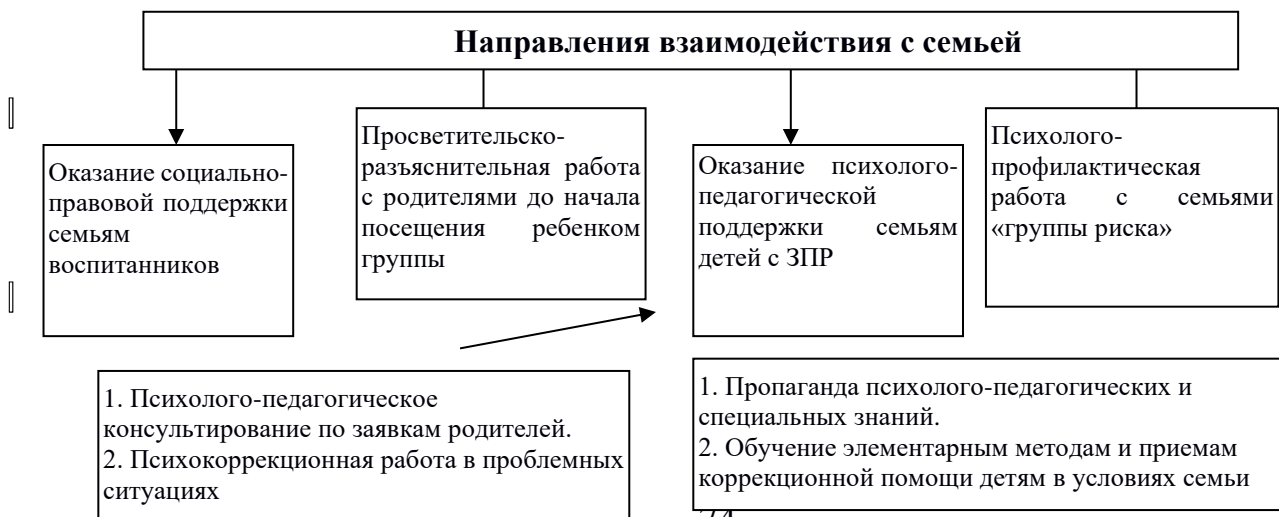 Направления взаимодействия с семьей
Оказание социально-
правовой поддержки
семьям
воспитанников
Просветительско-
разъяснительная работа
с родителями до начала
посещения ребенком
группы
Оказание психолого-
педагогической
поддержки семьям
детей с ЗПР
Психолого-
профилактическая
работа с семьями
«группы риска»
1. Психолого-педагогическое
консультирование по заявкам родителей.
2. Психокоррекционная работа в проблемных
ситуациях
1. Пропаганда психолого-педагогических и
специальных знаний.
2. Обучение элементарным методам и приемам
коррекционной помощи детям в условиях семьи